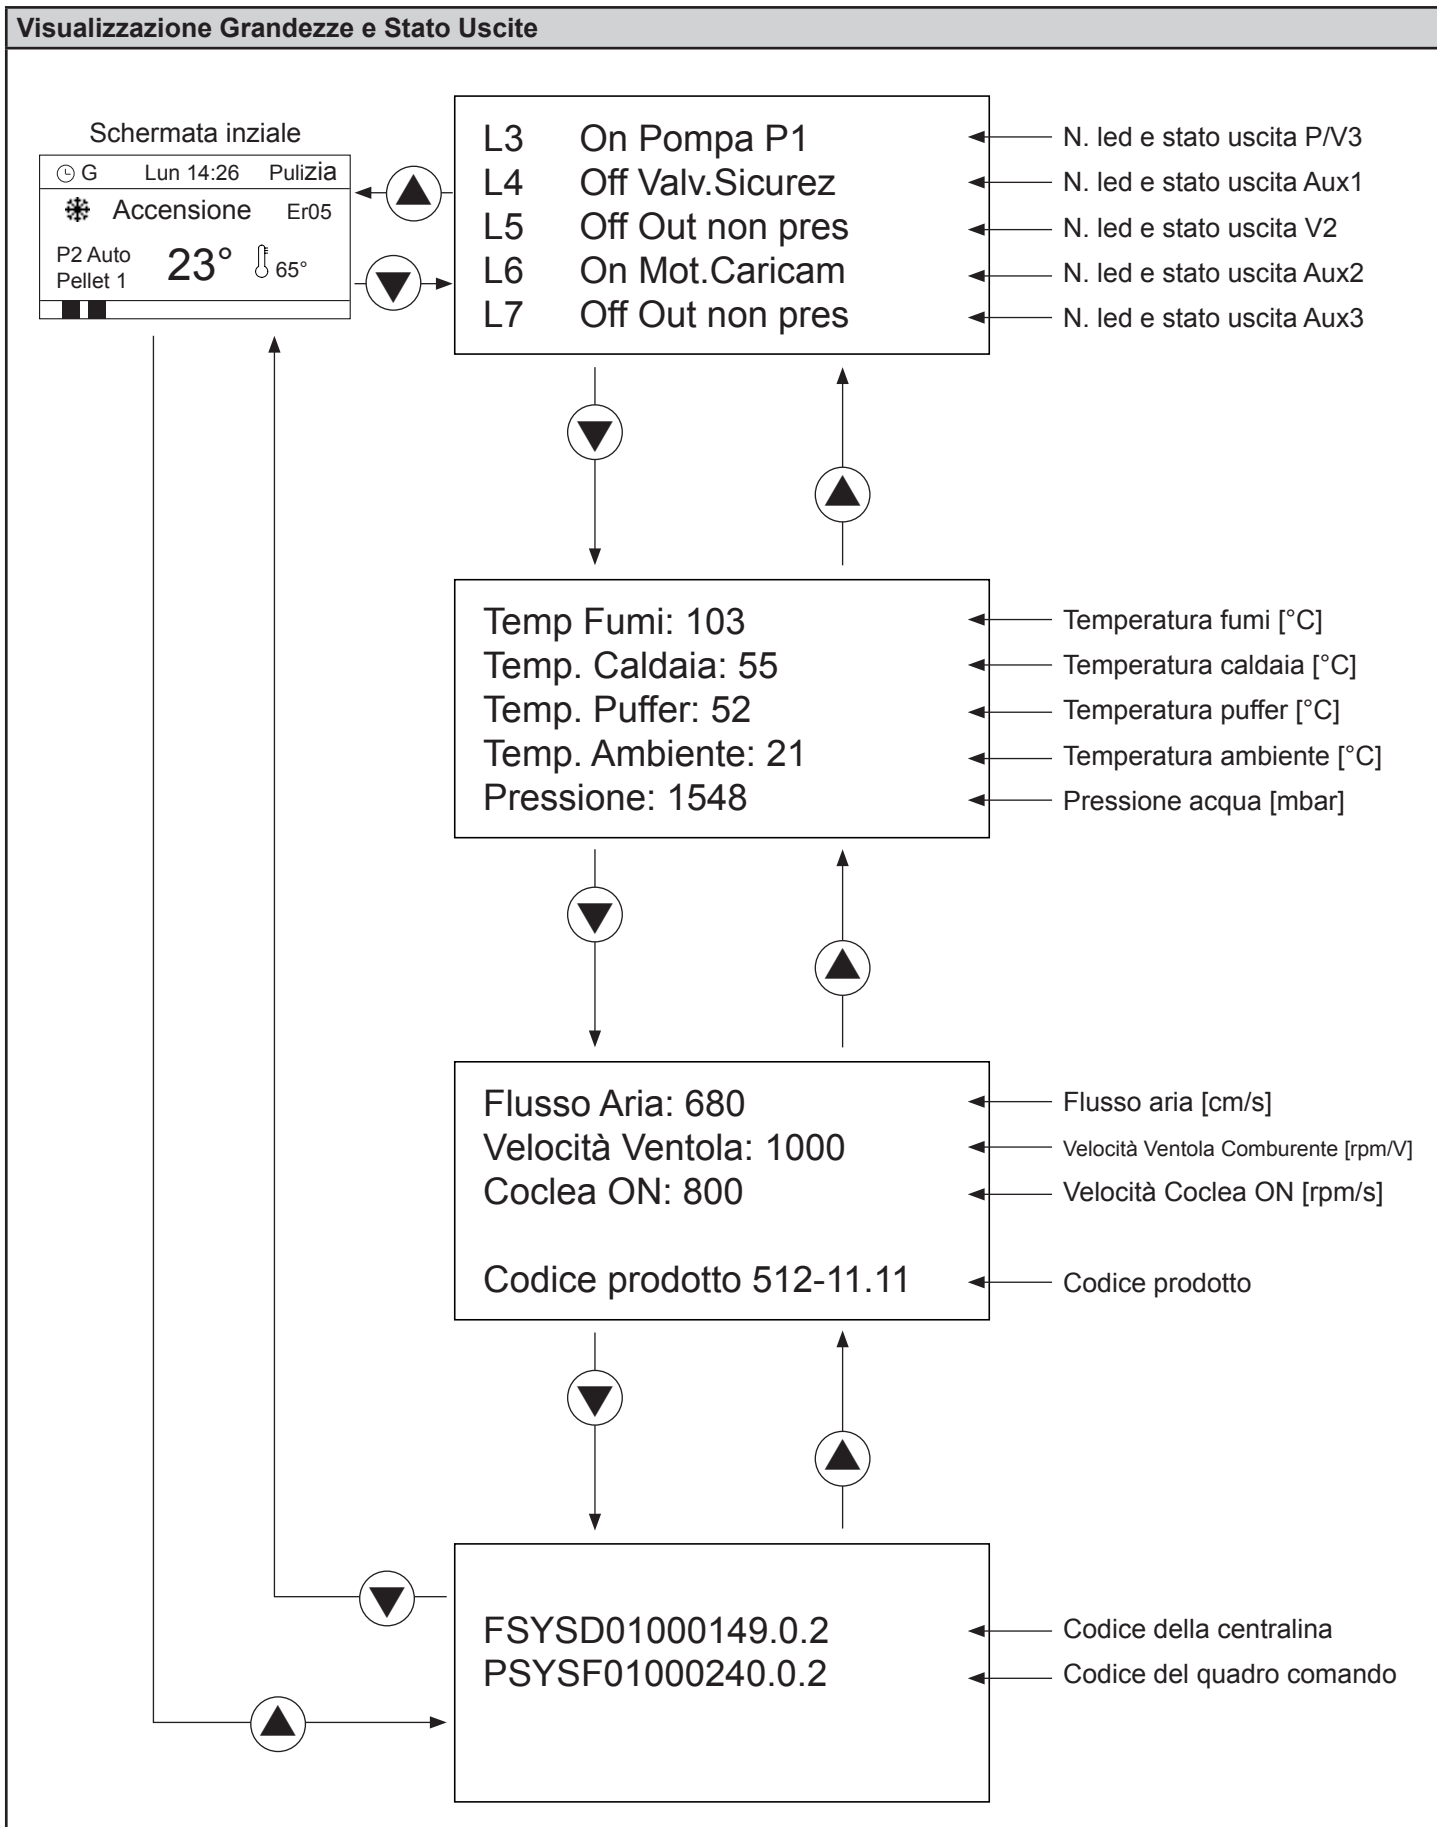 Visualizzazione Grandezze e Stato Uscite
Schermata inziale
G Lun 14:26 Pulizia
Accensione Er05
P2 Auto
Pellet 1
23° 65°
L3 On Pompa P1
L4 Off Valv.Sicurez
L5 Off Out non pres
L6 On Mot.Caricam
L7 Off Out non pres
N. led e stato uscita P/V3
N. led e stato uscita Aux1
N. led e stato uscita V2
N. led e stato uscita Aux2
N. led e stato uscita Aux3
Temp Fumi: 103
Temp. Caldaia: 55
Temp. Puffer: 52
Temp. Ambiente: 21
Pressione: 1548
Temperatura fumi [°C]
Temperatura caldaia [°C]
Temperatura puffer [°C]
Temperatura ambiente [°C]
Pressione acqua [mbar]
Flusso Aria: 680
Velocità Ventola: 1000
Coclea ON: 800
Codice prodotto 512-11.11
Flusso aria [cm/s]
Velocità Ventola Comburente [rpm/V]
Velocità Coclea ON [rpm/s]
Codice prodotto
FSYSD01000149.0.2
PSYSF01000240.0.2
Codice della centralina
Codice del quadro comando